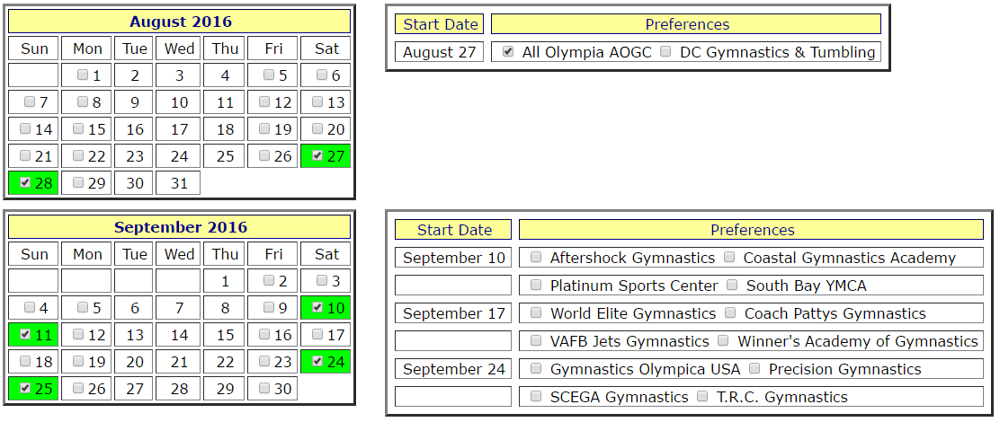 August 2016
Sun Mon Tue Wed Thu Fri Sat
1 2 3 4 5 6
7 8 9 10 11 12 13
14 15 16 17 18 19 20
21 22 23 24 25 26 27
28 29 30 31
Start Date Preferences
August 27 All Olympia AOGC DC Gymnastics & Tumbling
September 2016
Sun Mon Tue Wed Thu Fri Sat
1 2 3
4 5 6 7 8 9 10
11 12 13 14 15 16 17
18 19 20 21 22 23 24
25 26 27 28 29 30
Start Date Preferences
September 10 Aftershock Gymnastics Coastal Gymnastics Academy
Platinum Sports Center South Bay YMCA
September 17 World Elite Gymnastics Coach Pattys Gymnastics
VAFB Jets Gymnastics Winner's Academy of Gymnastics
September 24 Gymnastics Olympica USA Precision Gymnastics
SCEGA Gymnastics T.R.C. Gymnastics